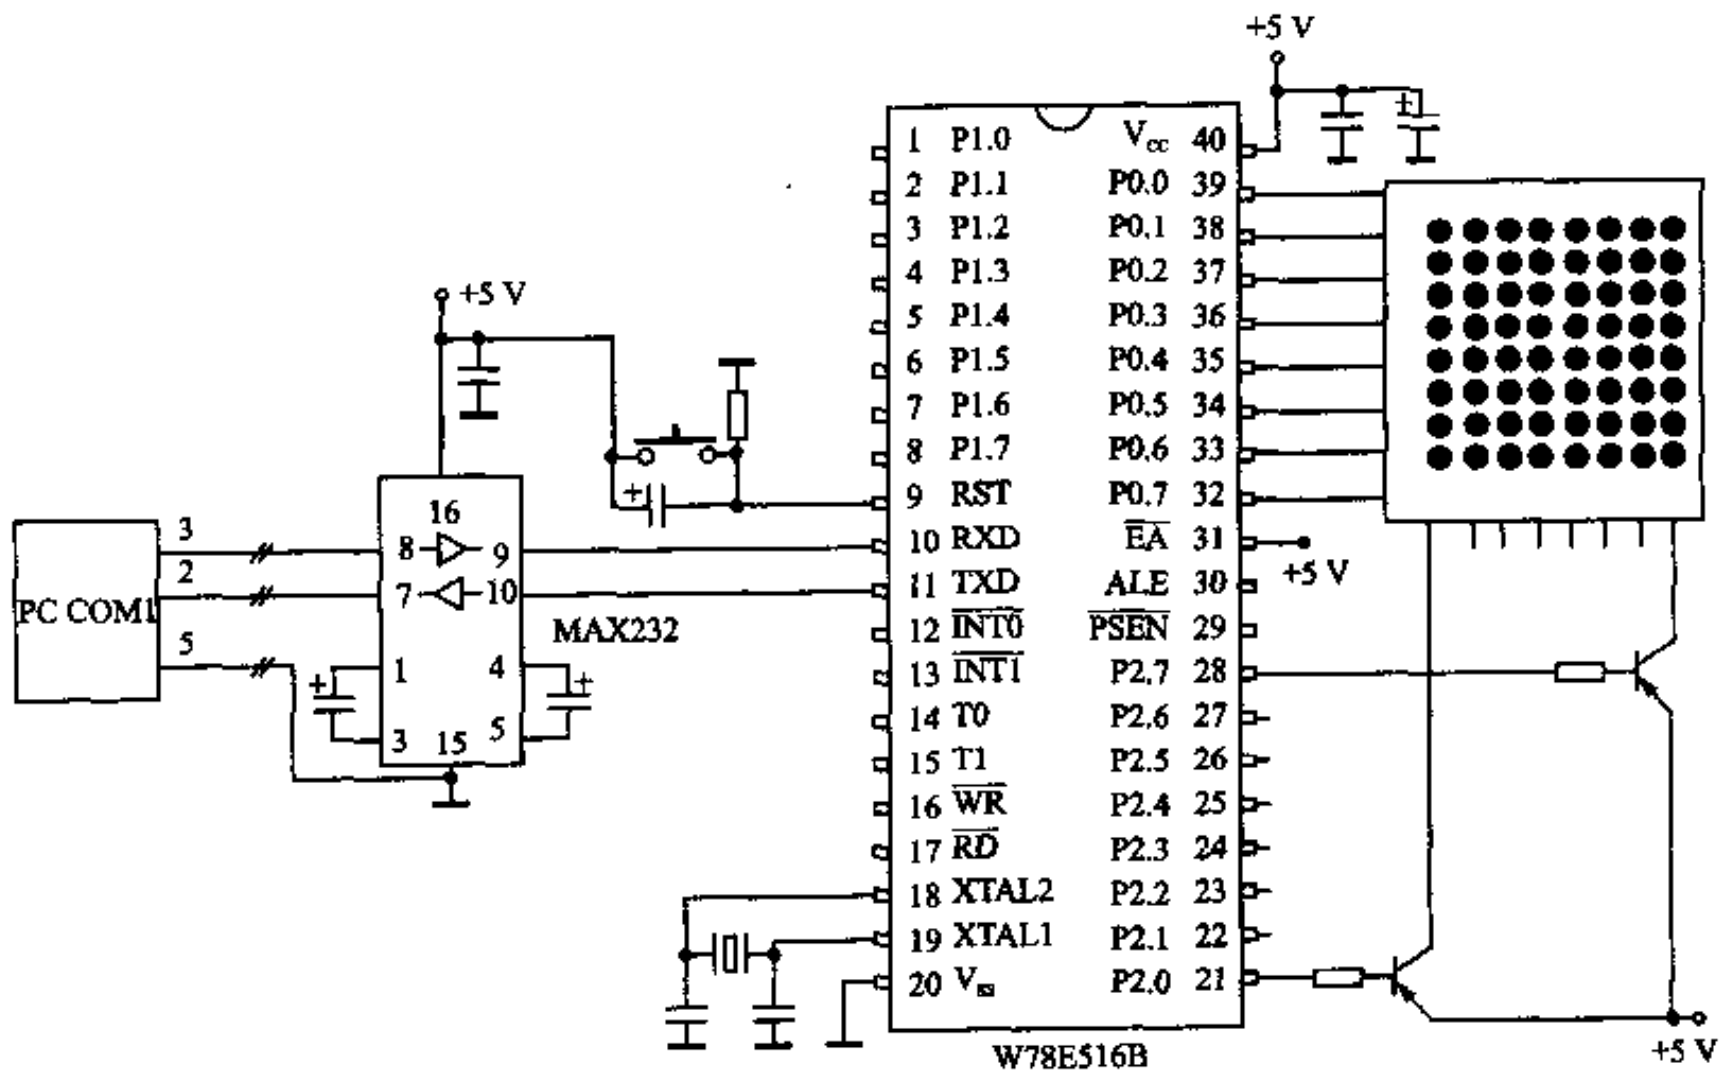 +5 V
1 P1.0 Vcc 40
2 P1.1 P0.0 39
3 P1.2 P0.1 38
4 P1.3 P0.2 37
+5 V
5 P1.4 P0.3 36
6 P1.5 P0.4 35
7 P1.6 P0.5 34
8 P1.7 P0.6 33
+
9 RST P0.7 32
+
16
3
8 9
10 RXD EA 31
+5 V
2
7 10
11 TXD ALE 30
PC COM1
MAX232
12 INT0 PSEN 29
5
1 4
+
+
13 INT1 P2.7 28
3 15 5
14 T0 P2.6 27
15 T1 P2.5 26
16 WR P2.4 25
17 RD P2.3 24
18 XTAL2 P2.2 23
19 XTAL1 P2.1 22
20 Vss P2.0 21
+5 V
W78E516B